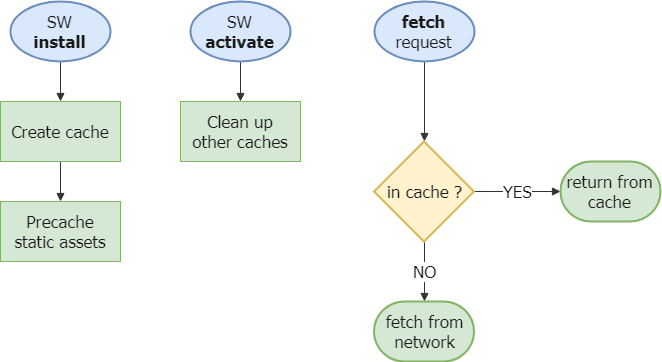 SW
install
Create cache
Precache
static assets
SW
activate
Clean up
other caches
fetch
request
in cache ?
YES
return from
cache
NO
fetch from
network